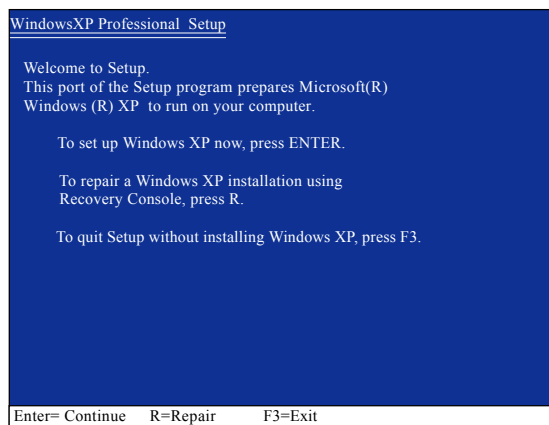 WindowsXP Professional Setup
Welcome to Setup.
This port of the Setup program prepares Microsoft(R)
Windows (R) XP to run on your computer.
To set up Windows XP now, press ENTER.
To repair a Windows XP installation using
Recovery Console, press R.
To quit Setup without installing Windows XP, press F3.
Enter= Continue R=Repair F3=Exit